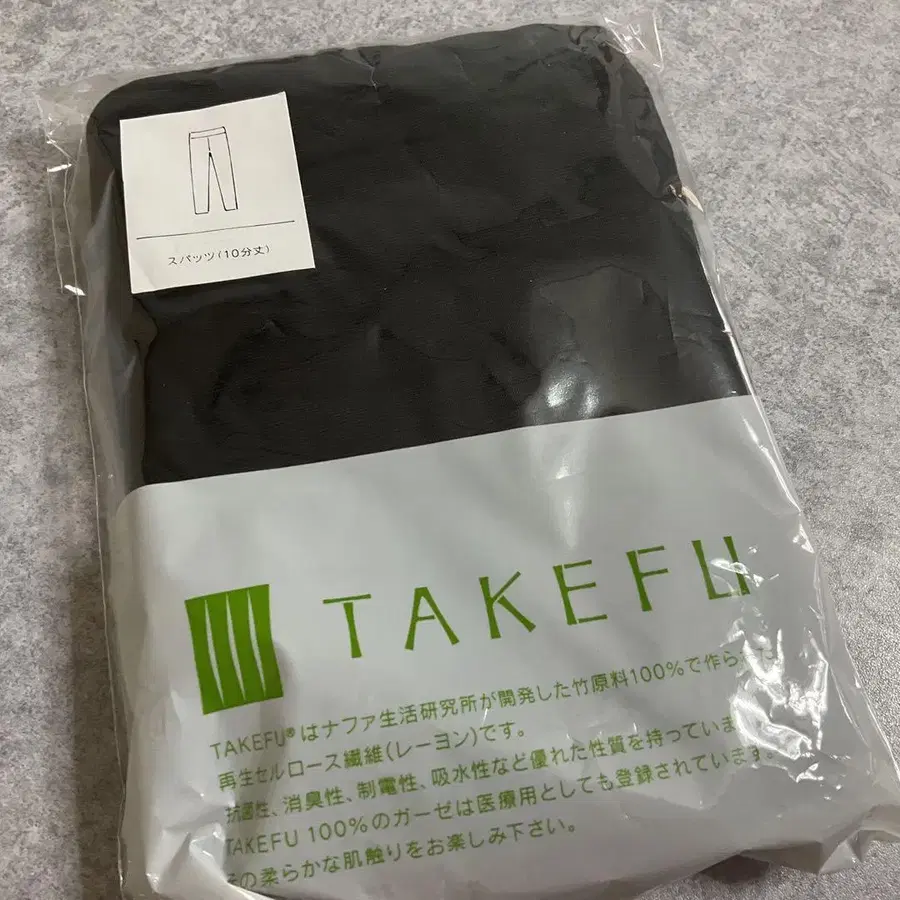 スパッツ(10分丈)
TAKEFU
TAKEFU®はナファ生活研究所が開発した竹原料100%で作られた
再生セルロース繊維(レーヨン)です。
抗菌性、消臭性、制電性、吸水性など優れた性質を持っていま
TAKEFU 100%のガーゼは医療用としても登録されています。
その柔らかな肌触りをお楽しみ下さい。